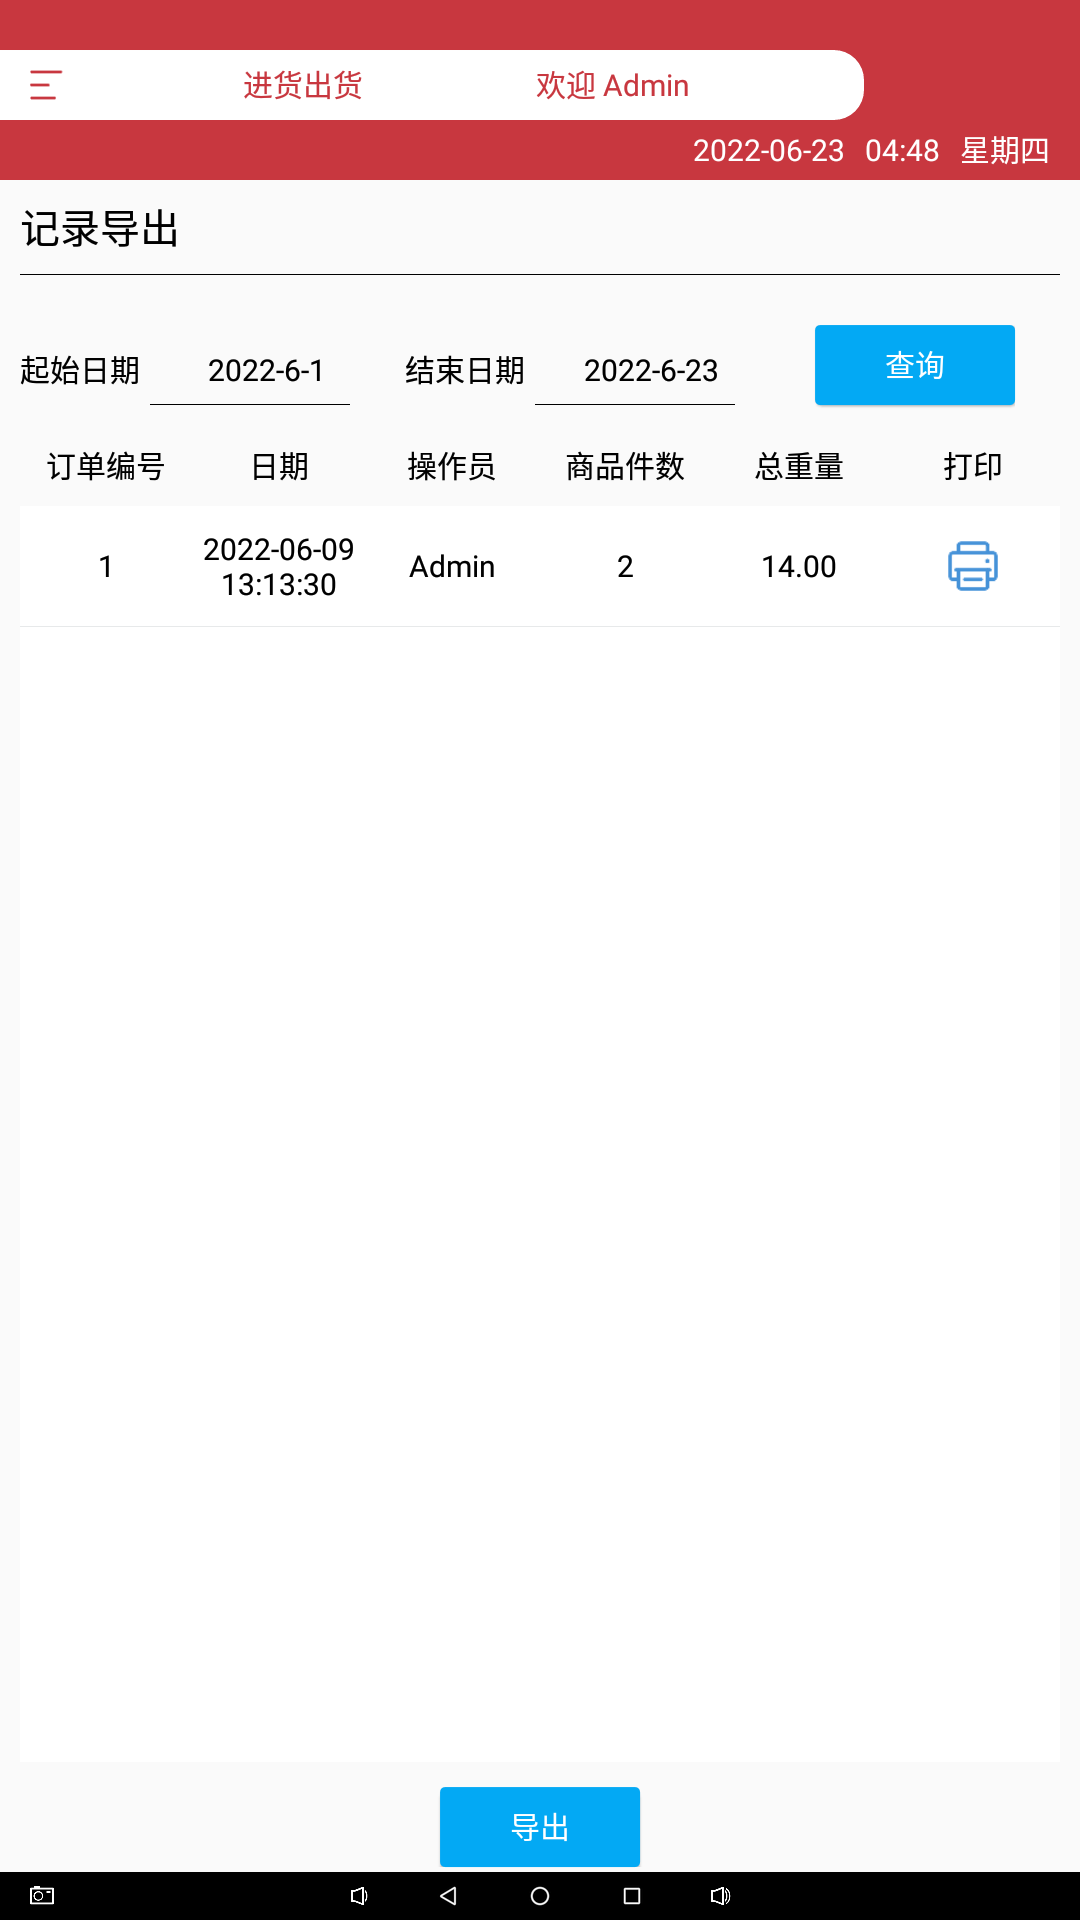 进货出货 欢迎 Admin
2022-06-23 04:48 星期四
记录导出
起始日期 2022-6-1 结束日期 2022-6-23 查询
订单编号 日期 操作员 商品件数 总重量 打印
1 2022-06-09 13:13:30 Admin 2 14.00
导出